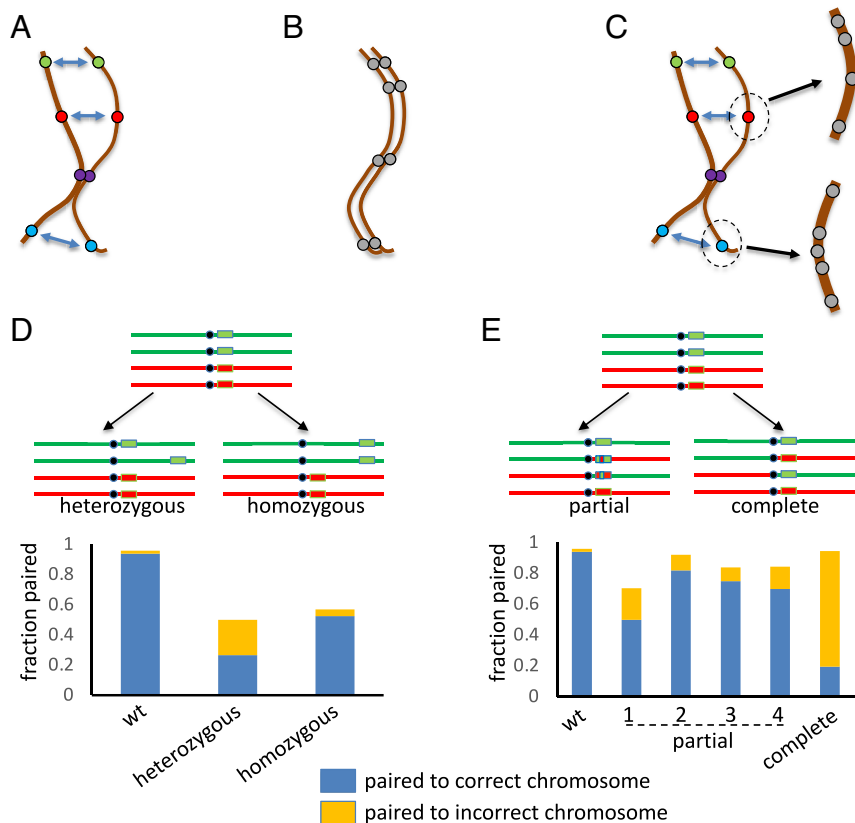 A B C
D E
heterozygous homozygous
partial complete
1
0.8
0.6
0.4
0.2
0
fraction paired
wt heterozygous homozygous
1
0.8
0.6
0.4
0.2
0
fraction paired
wt 1 2 3 4 complete
partial
paired to correct chromosome
paired to incorrect chromosome